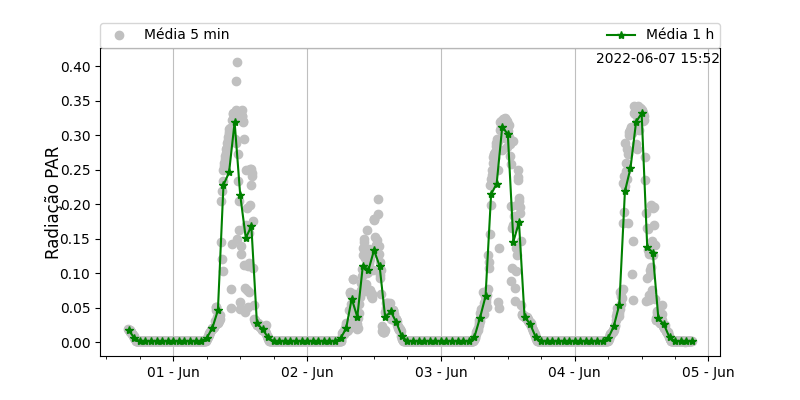 Média 5 min
Média 1 h
2022-06-07 15:52
Radiação PAR
0.40
0.35
0.30
0.25
0.20
0.15
0.10
0.05
0.00
01 - Jun
02 - Jun
03 - Jun
04 - Jun
05 - Jun